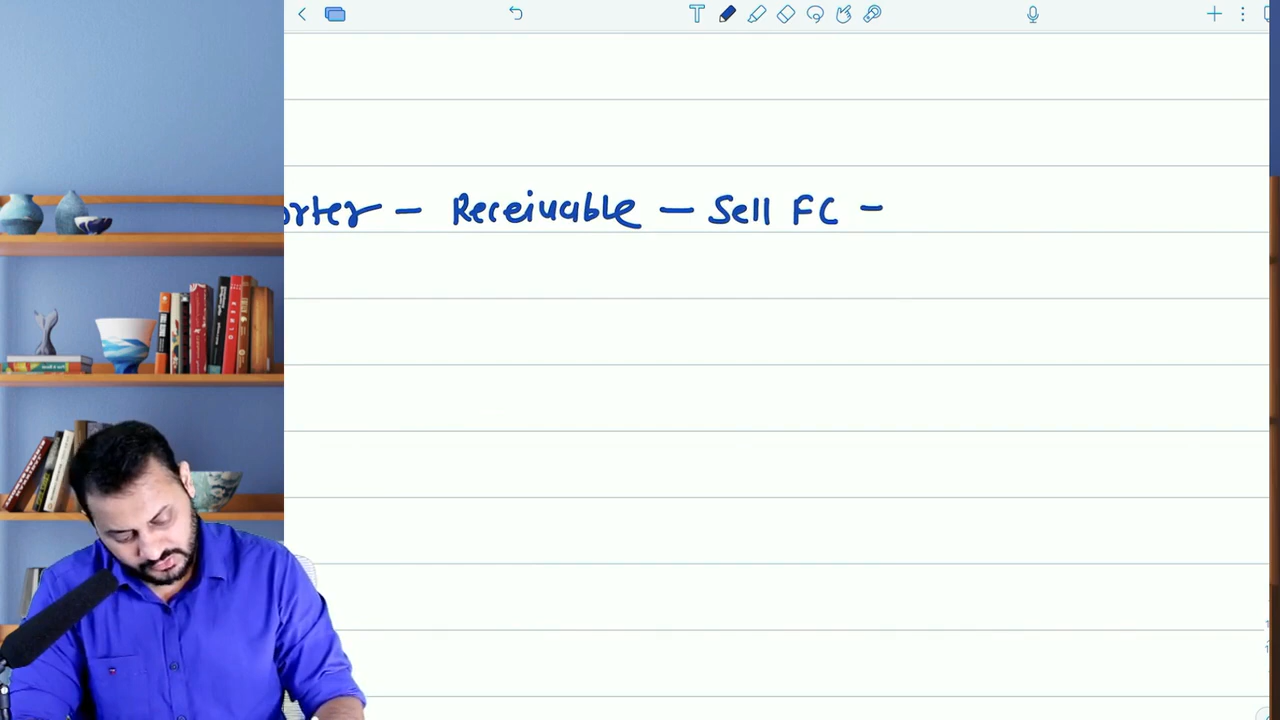 orter — Receivable — Sell FC -